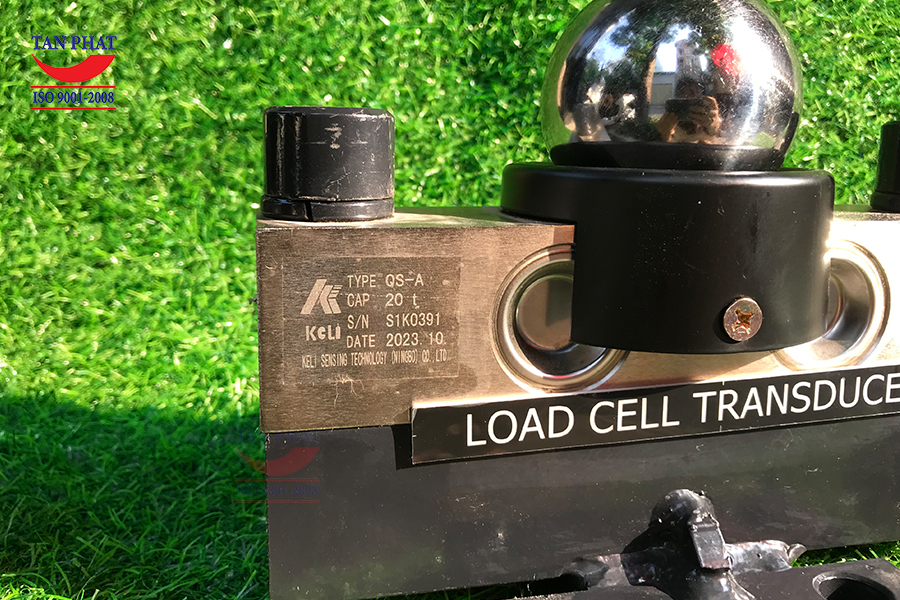 TAN PHAT
ISO 9001-2008
TYPE QS-A
CAP 20 t
S/N S1K0391
DATE 2023.10.
KELI
KELI SENSING TECHNOLOGY (NINGBO) CO., LTD
LOAD CELL TRANSDUCE